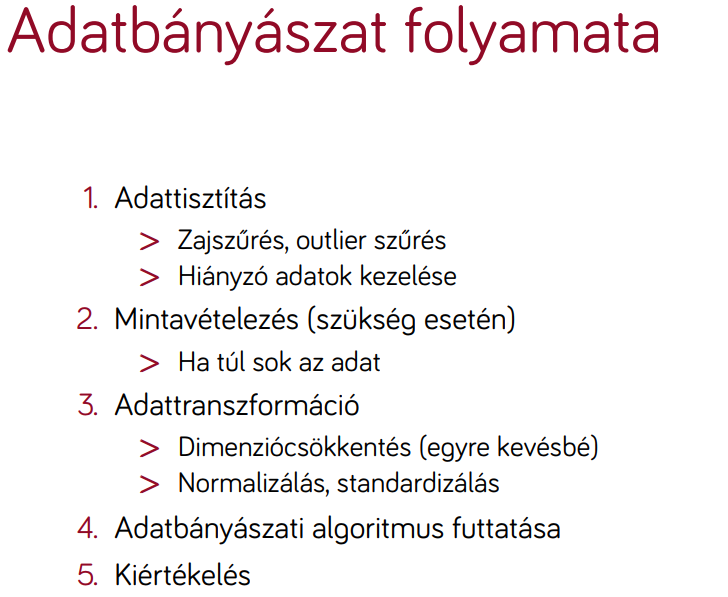 Adatbányászat folyamata
1. Adattisztítás
> Zajszűrés, outlier szűrés
> Hiányzó adatok kezelése
2. Mintavételezés (szükség esetén)
> Ha túl sok az adat
3. Adattranszformáció
> Dimenziócsökkentés (egyre kevésbé)
> Normalizálás, standardizálás
4. Adatbányászati algoritmus futtatása
5. Kiértékelés